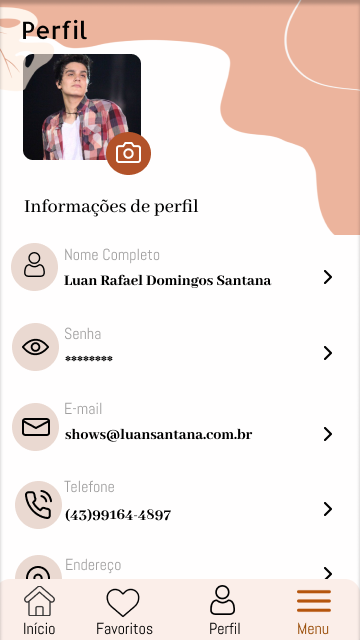 Perfil
Informações de perfil
Nome Completo
Luan Rafael Domingos Santana
Senha
********
E-mail
shows@luansantana.com.br
Telefone
(43)99164-4897
Endereço
Início
Favoritos
Perfil
Menu